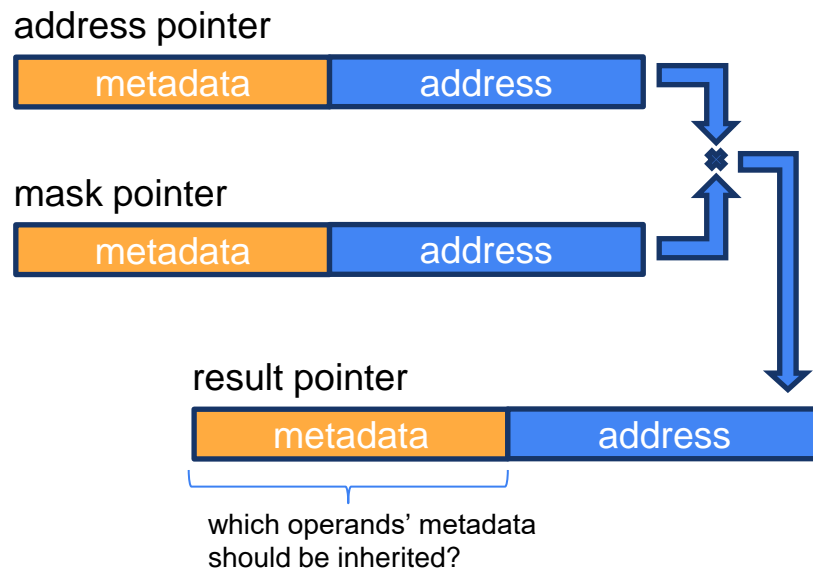 address pointer
metadata address
mask pointer
metadata address
result pointer
metadata address
which operands’ metadata
should be inherited?